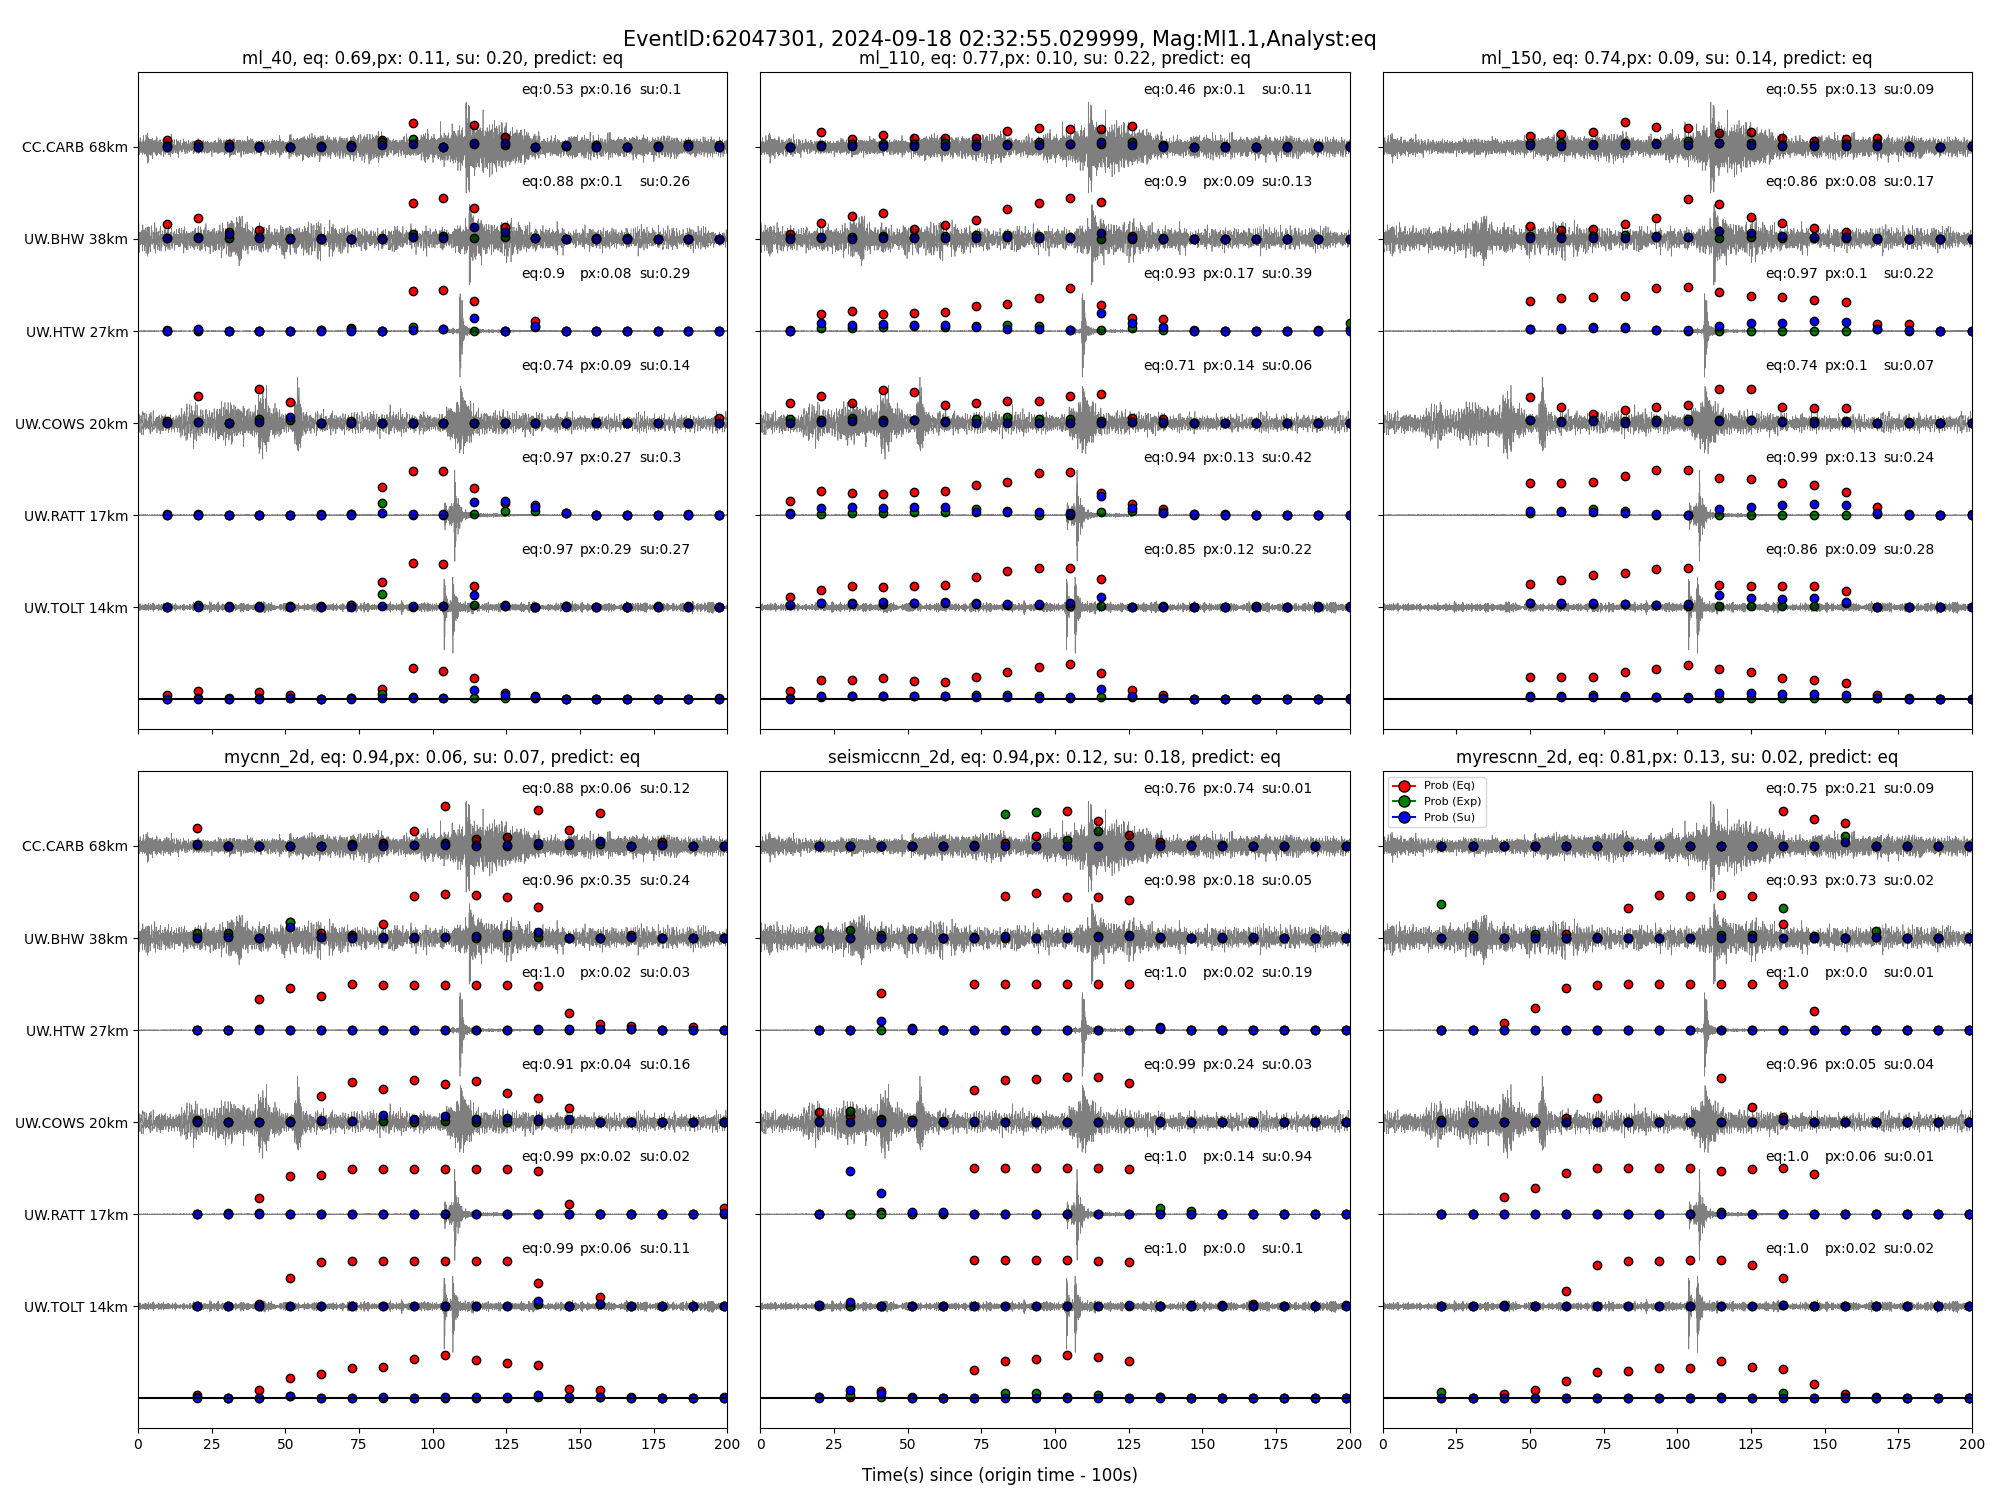 EventID:62047301, 2024-09-18 02:32:55.029999, Mag:Ml1.1,Analyst:eq
ml_40, eq: 0.69,px: 0.11, su: 0.20, predict: eq
CC.CARB 68km
eq:0.53 px:0.16 su:0.1
UW.BHW 38km
eq:0.88 px:0.1 su:0.26
UW.HTW 27km
eq:0.9 px:0.08 su:0.29
UW.COWS 20km
eq:0.74 px:0.09 su:0.14
UW.RATT 17km
eq:0.97 px:0.27 su:0.3
UW.TOLT 14km
eq:0.97 px:0.29 su:0.27
ml_110, eq: 0.77,px: 0.10, su: 0.22, predict: eq
eq:0.46 px:0.1 su:0.11
eq:0.9 px:0.09 su:0.13
eq:0.93 px:0.17 su:0.39
eq:0.71 px:0.14 su:0.06
eq:0.94 px:0.13 su:0.42
eq:0.85 px:0.12 su:0.22
ml_150, eq: 0.74,px: 0.09, su: 0.14, predict: eq
eq:0.55 px:0.13 su:0.09
eq:0.86 px:0.08 su:0.17
eq:0.97 px:0.1 su:0.22
eq:0.74 px:0.1 su:0.07
eq:0.99 px:0.13 su:0.24
eq:0.86 px:0.09 su:0.28
mycnn_2d, eq: 0.94,px: 0.06, su: 0.07, predict: eq
CC.CARB 68km
eq:0.88 px:0.06 su:0.12
UW.BHW 38km
eq:0.96 px:0.35 su:0.24
UW.HTW 27km
eq:1.0 px:0.02 su:0.03
UW.COWS 20km
eq:0.91 px:0.04 su:0.16
UW.RATT 17km
eq:0.99 px:0.02 su:0.02
UW.TOLT 14km
eq:0.99 px:0.06 su:0.11
0 25 50 75 100 125 150 175 200
seismiccnn_2d, eq: 0.94,px: 0.12, su: 0.18, predict: eq
eq:0.76 px:0.74 su:0.01
eq:0.98 px:0.18 su:0.05
eq:1.0 px:0.02 su:0.19
eq:0.99 px:0.24 su:0.03
eq:1.0 px:0.14 su:0.94
eq:1.0 px:0.0 su:0.1
0 25 50 75 100 125 150 175 200
myrescnn_2d, eq: 0.81,px: 0.13, su: 0.02, predict: eq
Prob (Eq)
Prob (Exp)
Prob (Su)
eq:0.75 px:0.21 su:0.09
eq:0.93 px:0.73 su:0.02
eq:1.0 px:0.0 su:0.01
eq:0.96 px:0.05 su:0.04
eq:1.0 px:0.06 su:0.01
eq:1.0 px:0.02 su:0.02
0 25 50 75 100 125 150 175 200
Time(s) since (origin time - 100s)